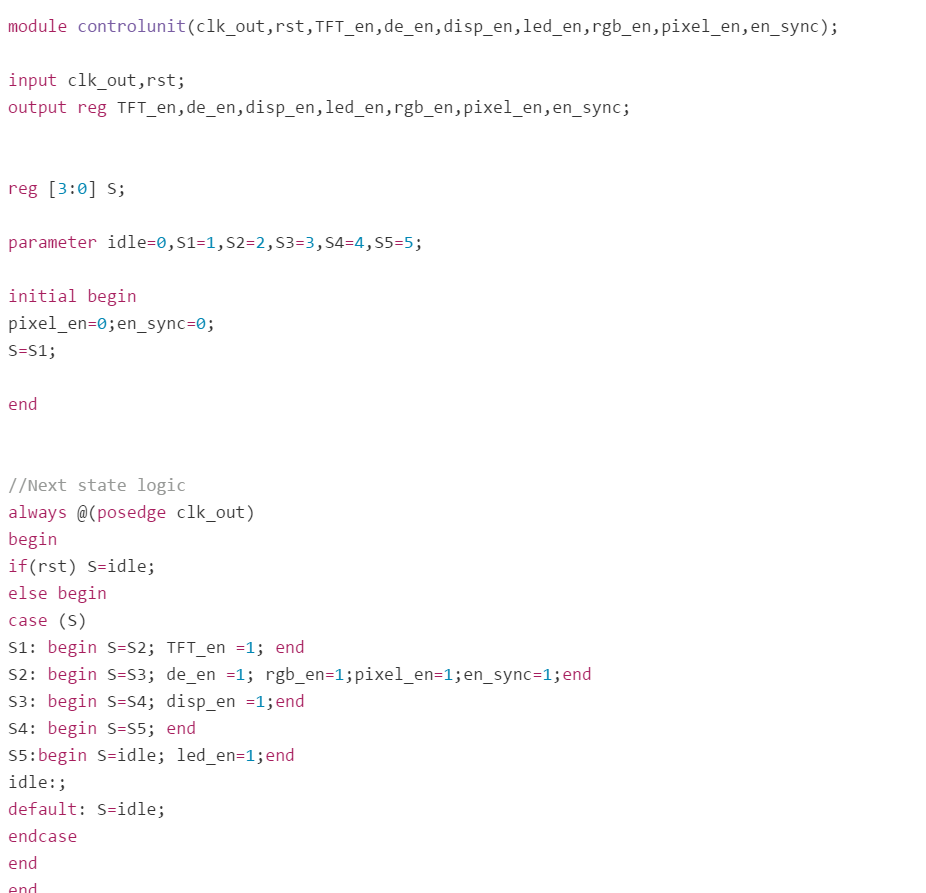 module controlunit(clk_out,rst,TFT_en,de_en,disp_en,led_en,rgb_en,pixel_en,en_sync);
input clk_out,rst;
output reg TFT_en,de_en,disp_en,led_en,rgb_en,pixel_en,en_sync;
reg [3:0] S;
parameter idle=0,S1=1,S2=2,S3=3,S4=4,S5=5;
initial begin
pixel_en=0;en_sync=0;
S=S1;
end
//Next state logic
always @(posedge clk_out)
begin
if(rst) S=idle;
else begin
case (S)
S1: begin S=S2; TFT_en =1; end
S2: begin S=S3; de_en =1; rgb_en=1;pixel_en=1;en_sync=1;end
S3: begin S=S4; disp_en =1;end
S4: begin S=S5; end
S5:begin S=idle; led_en=1;end
idle:;
default: S=idle;
endcase
end
end